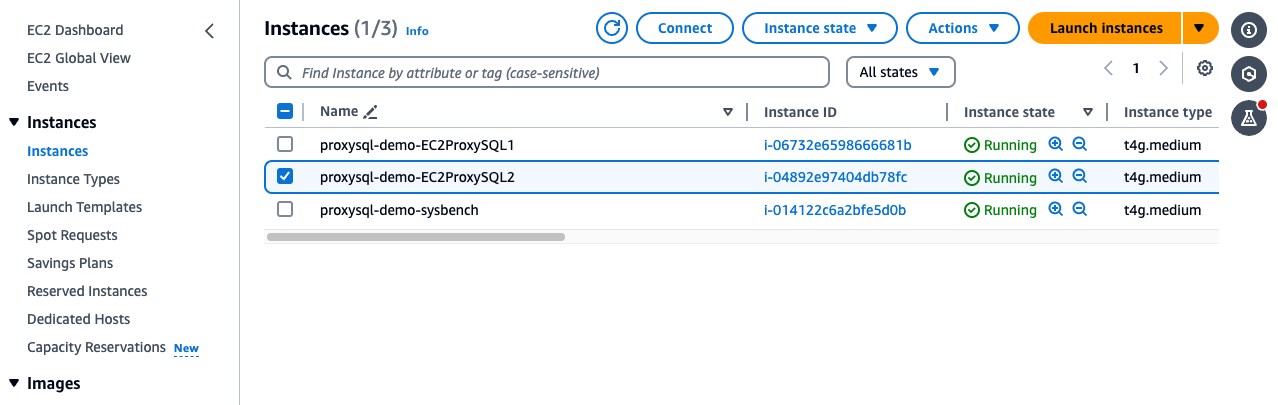 EC2 Dashboard
EC2 Global View
Events
Instances
Instances
Instance Types
Launch Templates
Spot Requests
Savings Plans
Reserved Instances
Dedicated Hosts
Capacity Reservations New
Images
Instances (1/3) Info
Connect
Instance state
Actions
Launch instances
Find Instance by attribute or tag (case-sensitive)
All states
1
Name Instance ID Instance state Instance type
proxysql-demo-EC2ProxySQL1 i-06732e6598666681b Running t4g.medium
proxysql-demo-EC2ProxySQL2 i-04892e97404db78fc Running t4g.medium
proxysql-demo-sysbench i-014122c6a2bfe5d0b Running t4g.medium